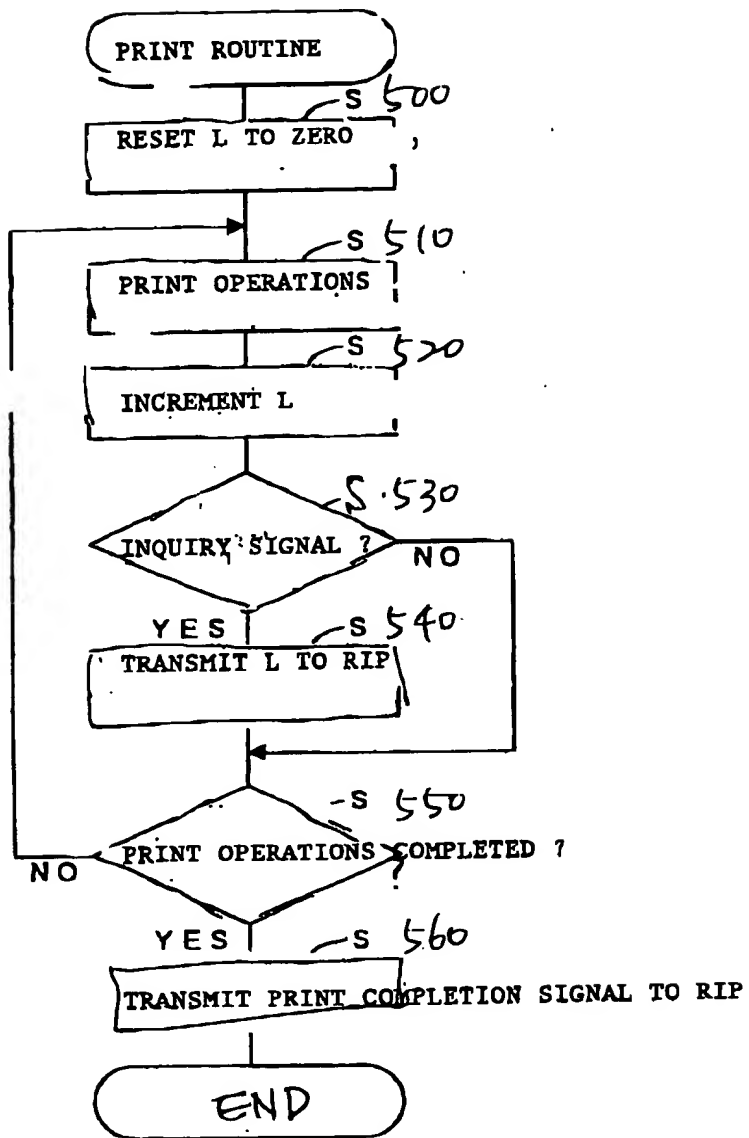 PRINT ROUTINE
S 500
RESET L TO ZERO
S 510
PRINT OPERATIONS
S 520
INCREMENT L
S 530
INQUIRY SIGNAL ?
NO
YES
S 540
TRANSMIT L TO RIP
S 550
PRINT OPERATIONS COMPLETED ?
?
NO
YES
S 560
TRANSMIT PRINT COMPLETION SIGNAL TO RIP
END